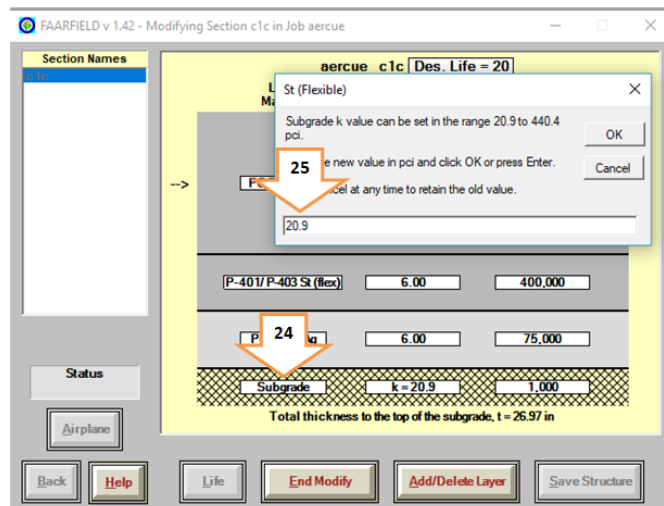 FAARFIELD v 1.42 - Modifying Section c1c in Job aercue
Section Names
c1c
aercue c1c Des. Life = 20
St (Flexible)
Subgrade k value can be set in the range 20.9 to 440.4
pci.
OK
25
new value in pci and click OK or press Enter.
Cancel
at any time to retain the old value.
-->
20.9
P-401/ P-403 St (flex) 6.00 400,000
24
6.00 75,000
Status
Subgrade k = 20.9 1,000
Total thickness to the top of the subgrade, t = 26.97 in
Airplane
Back Help Life End Modify Add/Delete Layer Save Structure